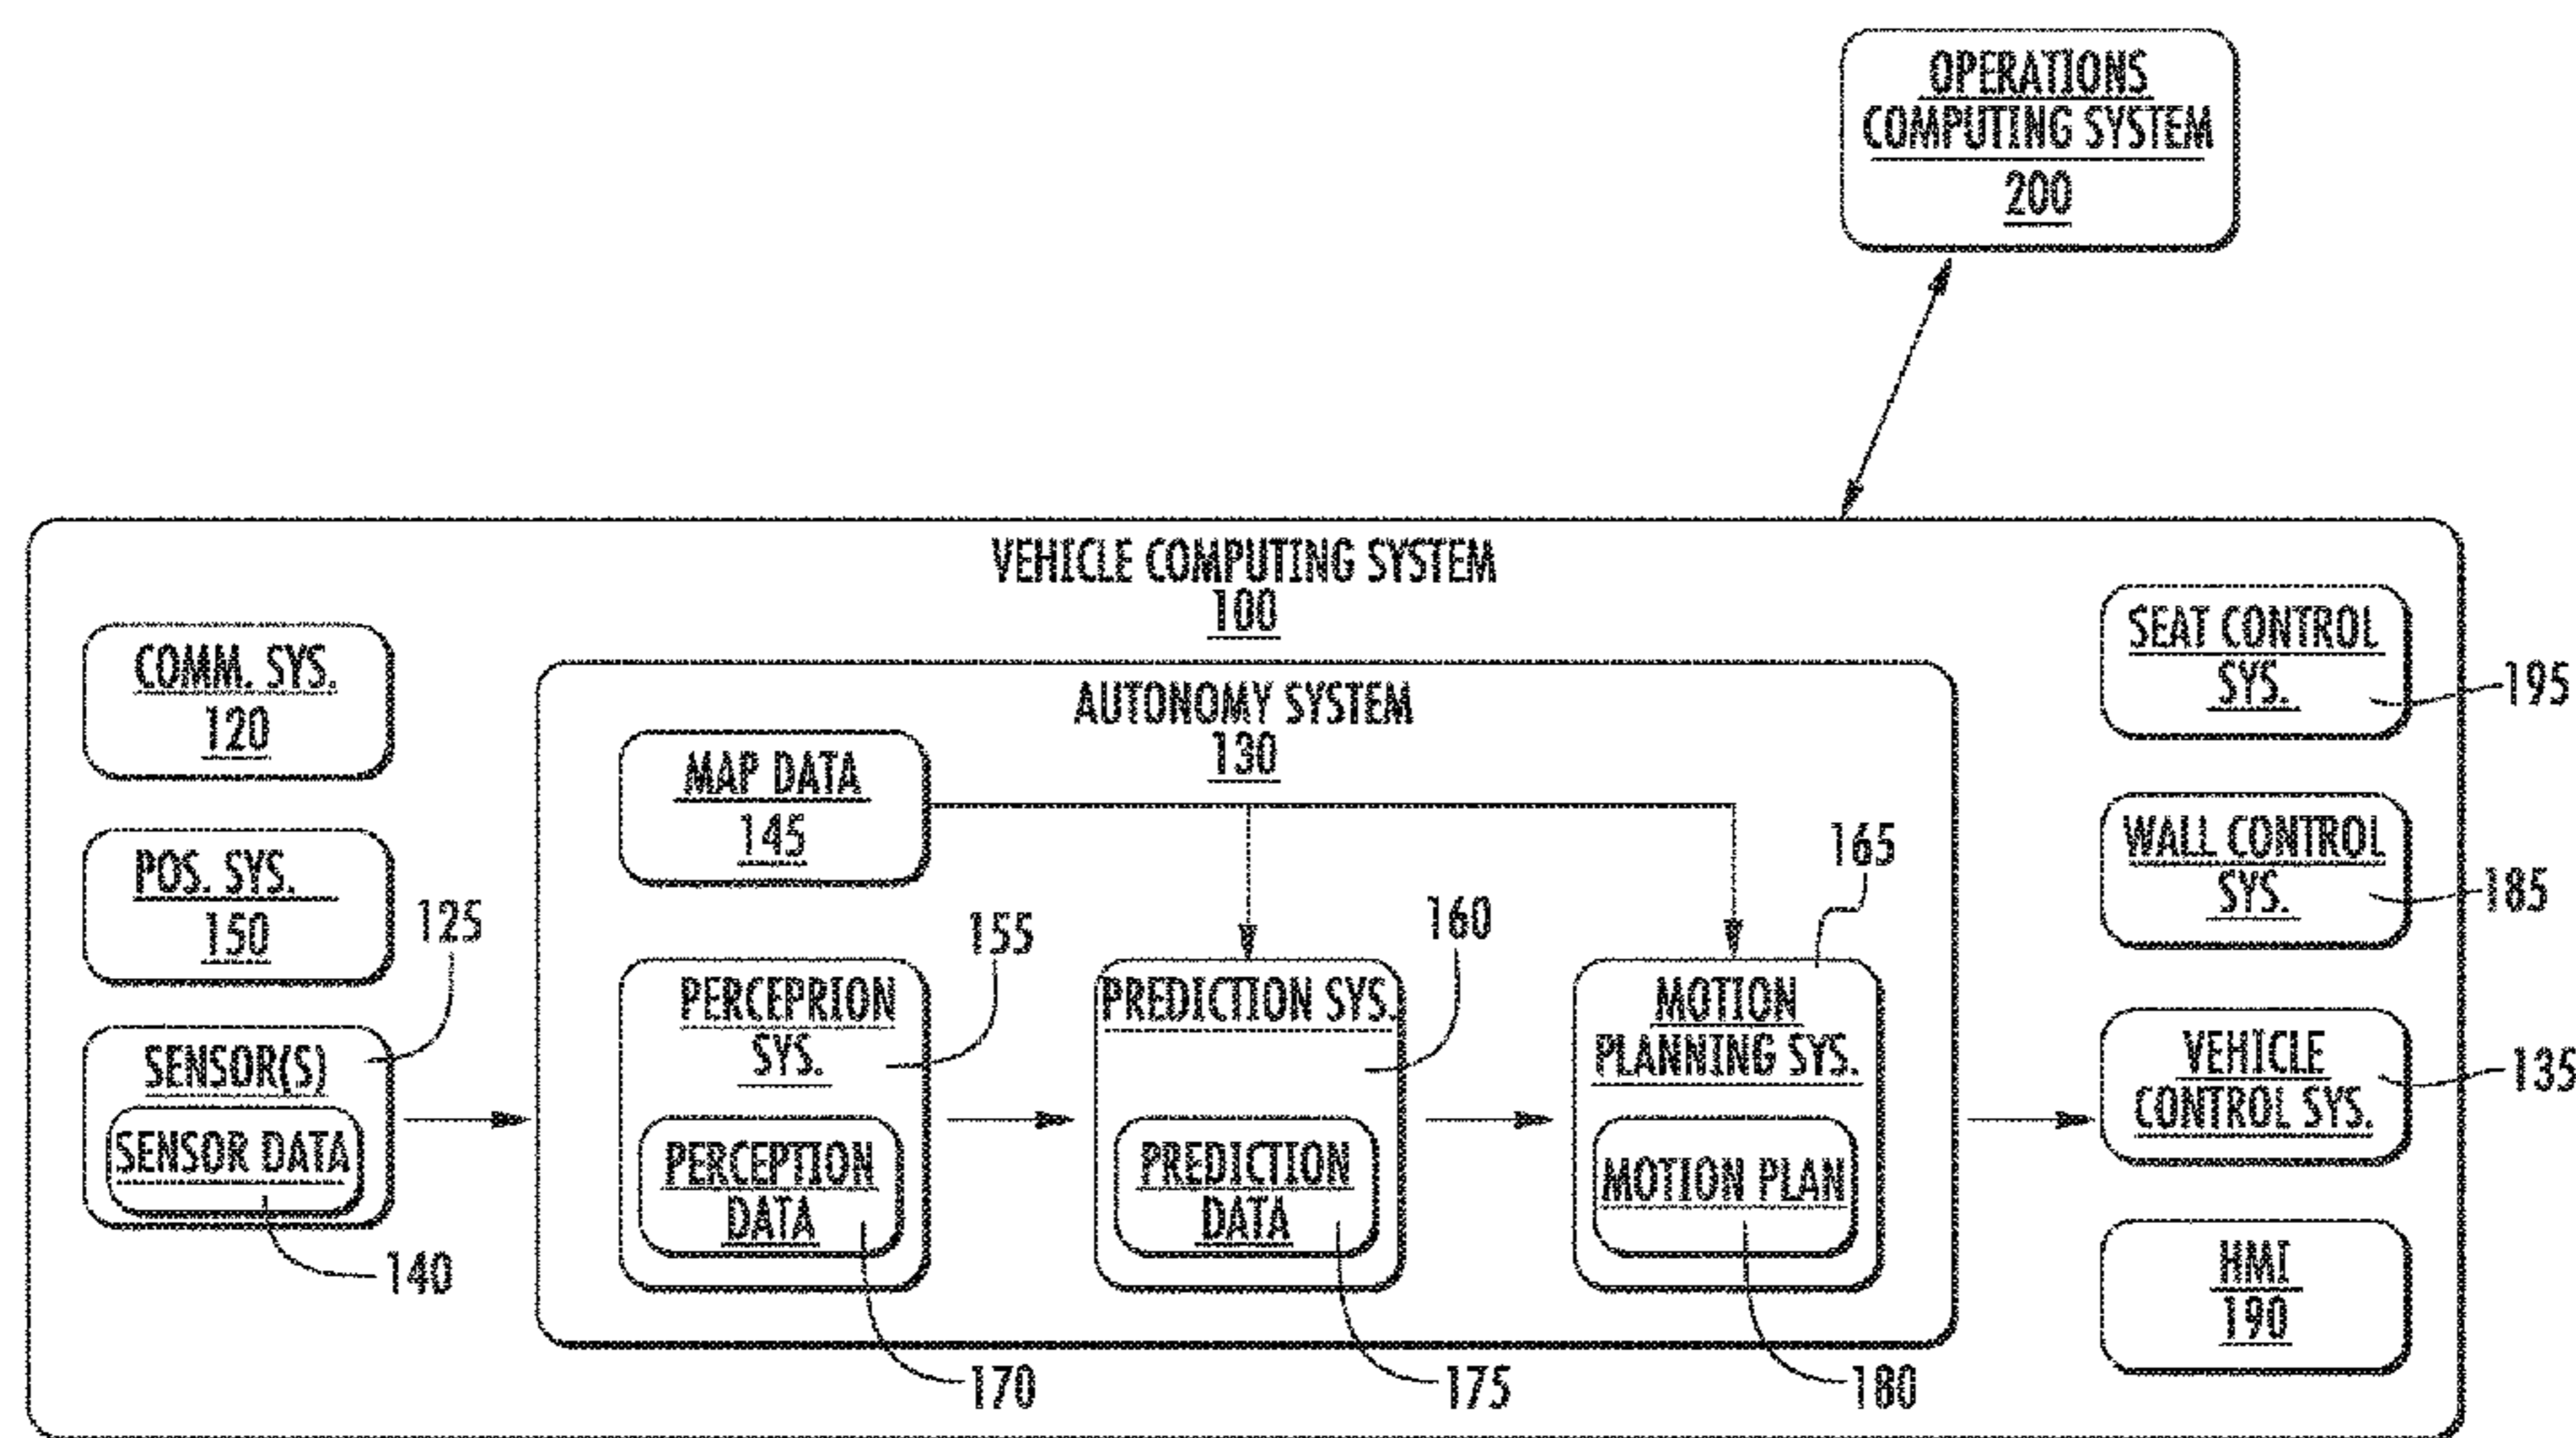 OPERATIONS
COMPUTING SYSTEM
200
VEHICLE COMPUTING SYSTEM
100
COMM. SYS.
120
POS. SYS.
150
125
SENSOR(S)
SENSOR DATA
140
AUTONOMY SYSTEM
130
MAP DATA
145
155
PERCEPRION
SYS.
PERCEPTION
DATA
170
160
PREDICTION SYS.
PREDICTION
DATA
175
165
MOTION
PLANNING SYS.
MOTION PLAN
180
SEAT CONTROL
SYS.
195
WALL CONTROL
SYS.
185
VEHICLE
CONTROL SYS.
135
HMI
190